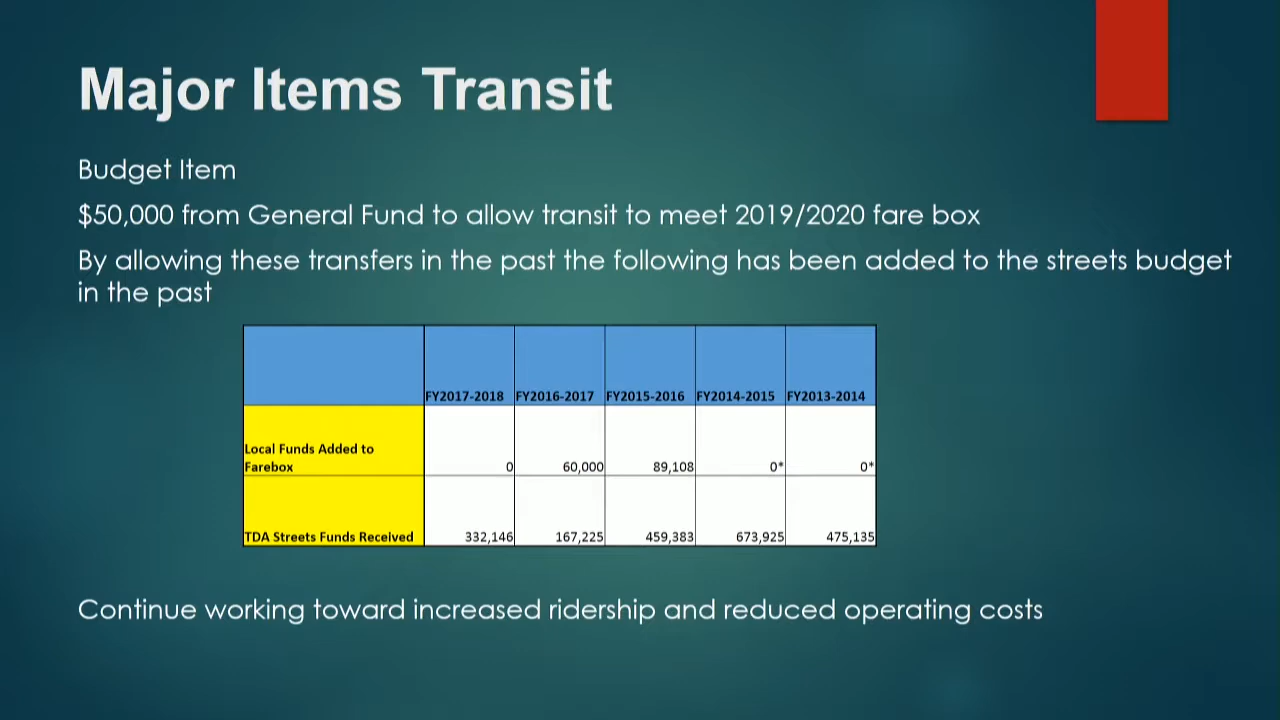 Major Items Transit
Budget Item
$50,000 from General Fund to allow transit to meet 2019/2020 fare box
By allowing these transfers in the past the following has been added to the streets budget
in the past
FY2017-2018 FY2016-2017 FY2015-2016 FY2014-2015 FY2013-2014
Local Funds Added to
Farebox 0 60,000 89,108 0* 0*
TDA Streets Funds Received 332,146 167,225 459,383 673,925 475,135
Continue working toward increased ridership and reduced operating costs